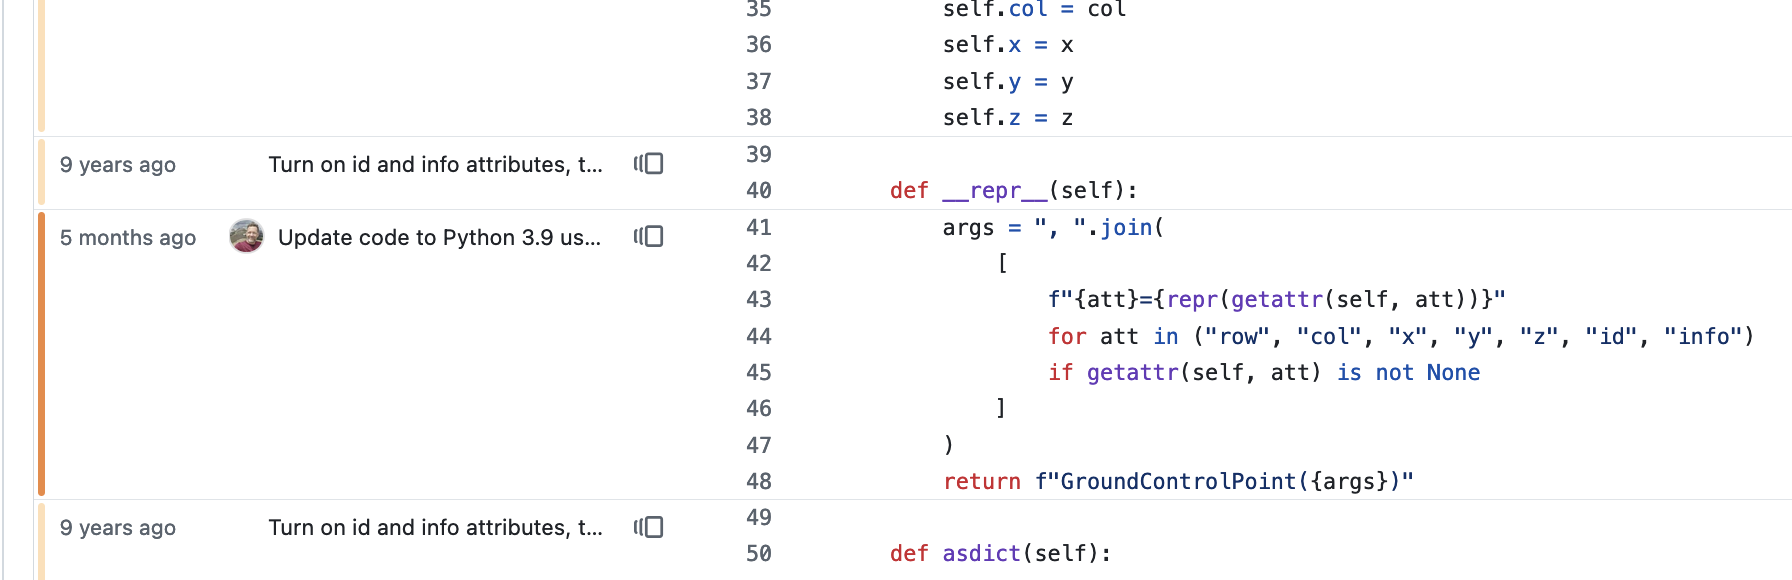 35 self.col = col
36 self.x = x
37 self.y = y
38 self.z = z
9 years ago Turn on id and info attributes, t... 39
40 def __repr__(self):
5 months ago Update code to Python 3.9 us... 41 args = ", ".join(
42 [
43 f"{att}={repr(getattr(self, att))}"
44 for att in ("row", "col", "x", "y", "z", "id", "info")
45 if getattr(self, att) is not None
46 ]
47 )
48 return f"GroundControlPoint({args})"
9 years ago Turn on id and info attributes, t... 49
50 def asdict(self):